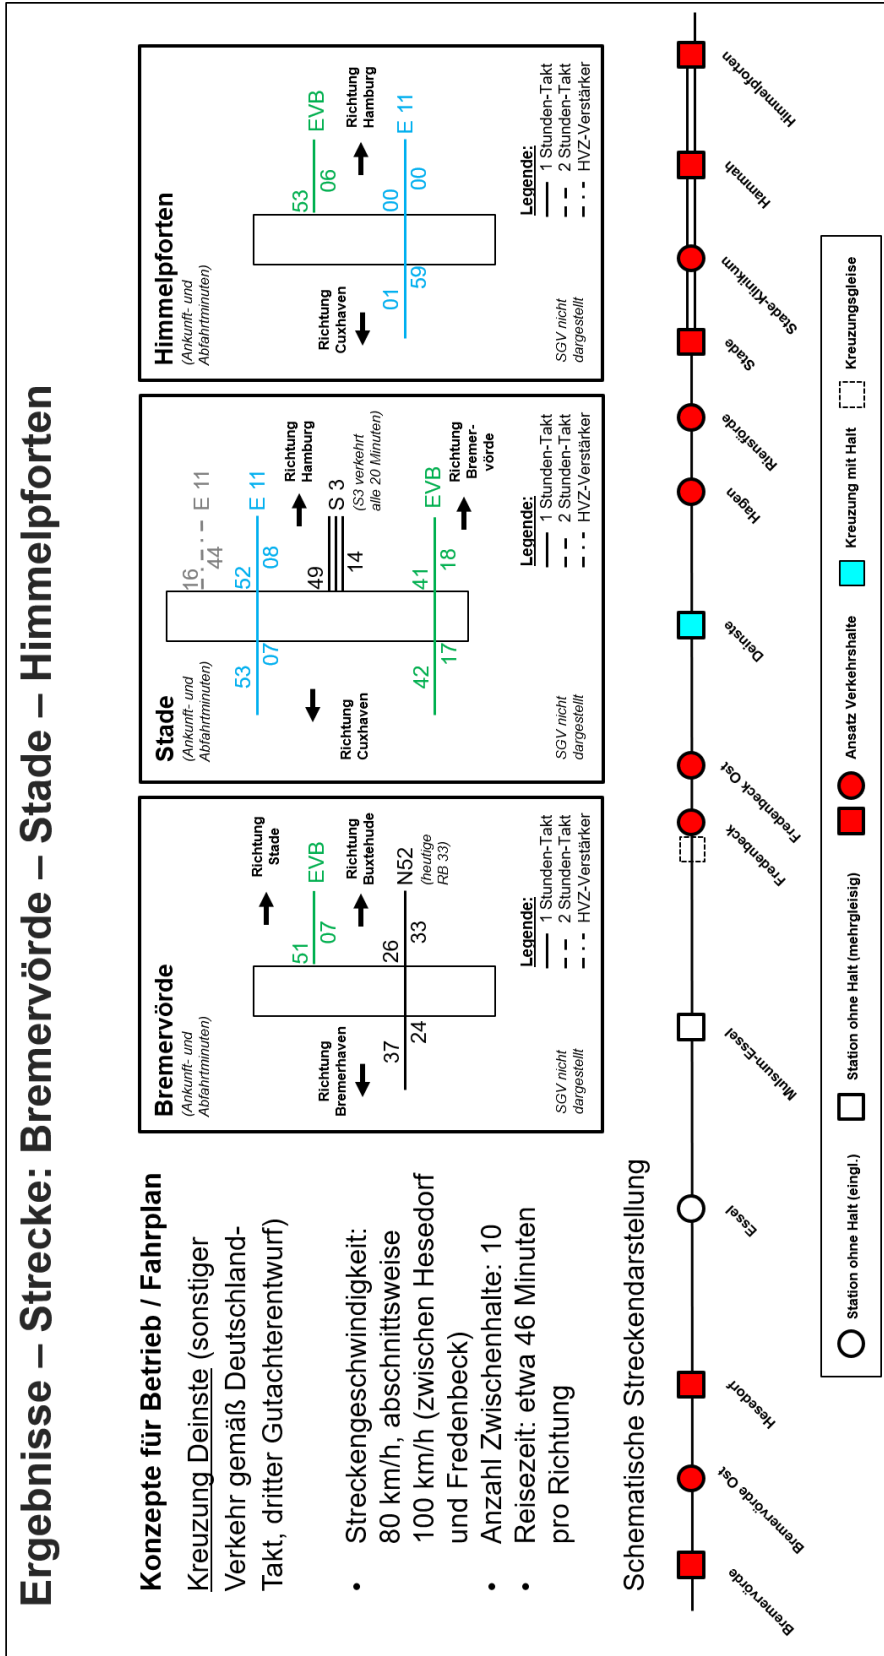 Ergebnisse – Strecke: Bremervörde – Stade – Himmelpforten
Konzepte für Betrieb / Fahrplan
Kreuzung Deinste (sonstiger
Verkehr gemäß Deutschland-
Takt, dritter Gutachterentwurf)
• Streckengeschwindigkeit:
80 km/h, abschnittsweise
100 km/h (zwischen Hesedorf
und Fredenbeck)
• Anzahl Zwischenhalte: 10
• Reisezeit: etwa 46 Minuten
pro Richtung
Bremervörde
(Ankunft- und
Abfahrtminuten)
Richtung
Stade
51
07
EVB
Richtung
Bremerhaven
Richtung
Buxtehude
37
24
26
33
N52
(heutige
RB 33)
SGV nicht
dargestellt
Legende:
1 Stunden-Takt
2 Stunden-Takt
HVZ-Verstärker
Stade
(Ankunft- und
Abfahrtminuten)
16
44
E 11
53
07
52
08
E 11
Richtung
Cuxhaven
Richtung
Hamburg
49
14
S 3
(S3 verkehrt
alle 20 Minuten)
42
17
41
18
EVB
Richtung
Bremer-
vörde
SGV nicht
dargestellt
Legende:
1 Stunden-Takt
2 Stunden-Takt
HVZ-Verstärker
Himmelpforten
(Ankunft- und
Abfahrtminuten)
53
06
EVB
Richtung
Cuxhaven
Richtung
Hamburg
01
59
00
00
E 11
SGV nicht
dargestellt
Legende:
1 Stunden-Takt
2 Stunden-Takt
HVZ-Verstärker
Schematische Streckendarstellung
Bremervörde
Bremervörde Ost
Hesedorf
Essel
Mulsum-Essel
Fredenbeck
Fredenbeck Ost
Deinste
Hagen
Riensförde
Stade
Stade-Klinikum
Hammah
Himmelpforten
Station ohne Halt (eingl.)
Station ohne Halt (mehrgleisig)
Ansatz Verkehrshalte
Kreuzung mit Halt
Kreuzungsgleise